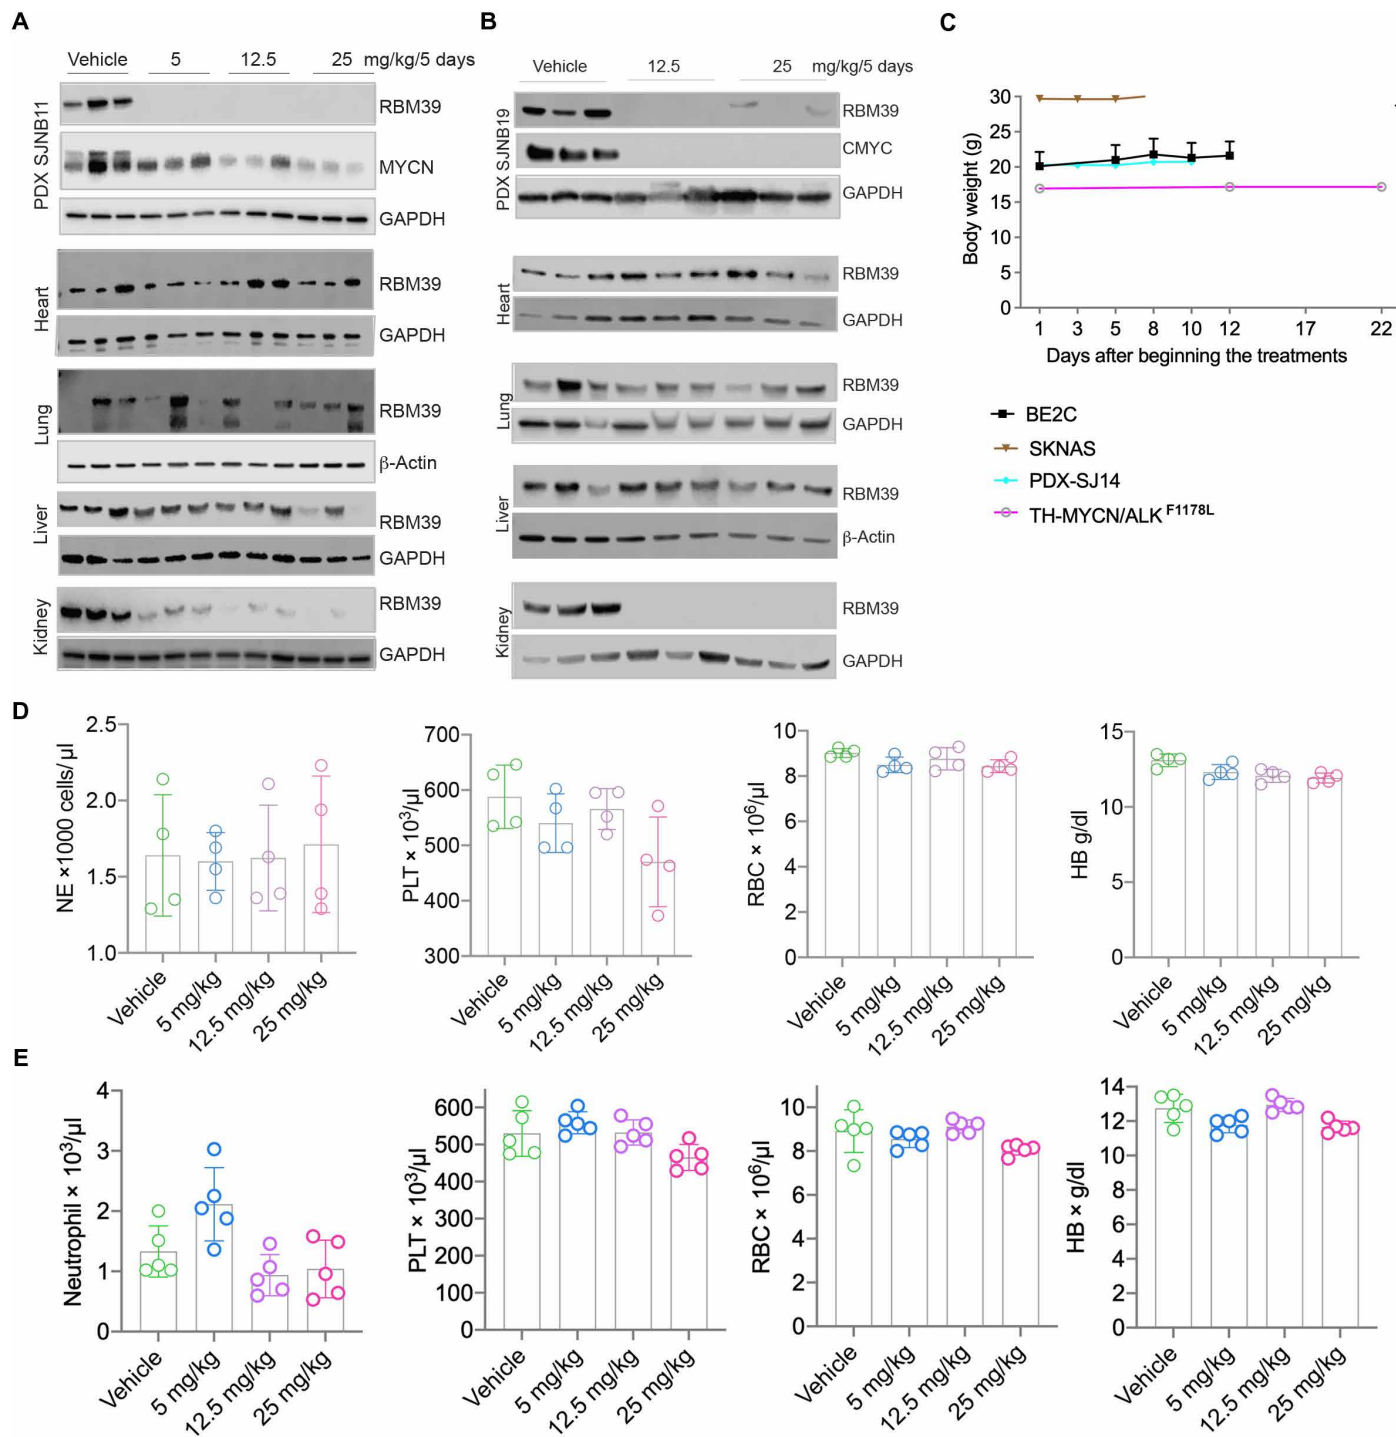 A
Vehicle 5 12.5 25 mg/kg/5 days
PDX SJNB11
RBM39
MYCN
GAPDH
Heart
RBM39
GAPDH
Lung
RBM39
β-Actin
Liver
RBM39
GAPDH
Kidney
RBM39
GAPDH
B
Vehicle 12.5 25 mg/kg/5 days
PDX SJNB19
RBM39
CMYC
GAPDH
Heart
RBM39
GAPDH
Lung
RBM39
GAPDH
Liver
RBM39
β-Actin
Kidney
RBM39
GAPDH
C
Body weight (g)
30
25
20
15
10
5
0
1 3 5 8 10 12 17 22
Days after beginning the treatments
BE2C
SKNAS
PDX-SJ14
TH-MYCN/ALK F1178L
D
NE ×1000 cells/ µl
2.5
2.0
1.5
1.0
Vehicle 5 mg/kg 12.5 mg/kg 25 mg/kg
PLT × 10³/µl
700
600
500
400
300
Vehicle 5 mg/kg 12.5 mg/kg 25 mg/kg
RBC × 10⁶/µl
10
8
6
4
2
0
Vehicle 5 mg/kg 12.5 mg/kg 25 mg/kg
HB g/dl
15
10
5
0
Vehicle 5 mg/kg 12.5 mg/kg 25 mg/kg
E
Neutrophil × 10³/µl
4
3
2
1
0
Vehicle 5 mg/kg 12.5 mg/kg 25 mg/kg
PLT × 10³/µl
600
500
400
300
200
100
0
Vehicle 5 mg/kg 12.5 mg/kg 25 mg/kg
RBC × 10⁶/µl
10
8
6
4
2
0
Vehicle 5 mg/kg 12.5 mg/kg 25 mg/kg
HB × g/dl
14
12
10
8
6
4
2
0
Vehicle 5 mg/kg 12.5 mg/kg 25 mg/kg